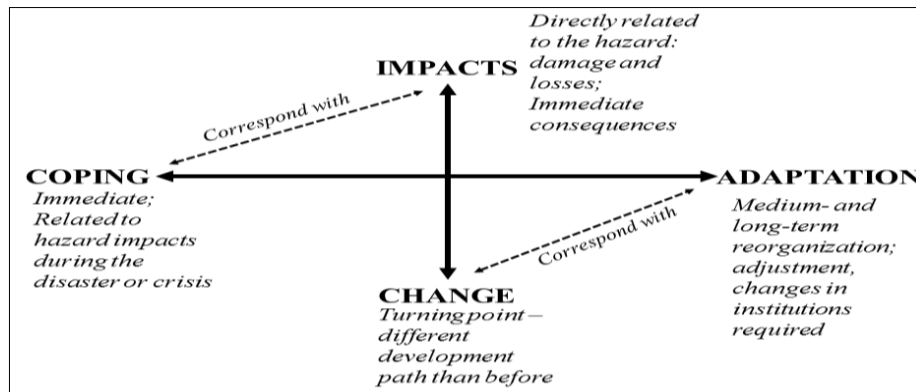 IMPACTS
Directly related
to the hazard:
damage and
losses;
Immediate
consequences
Correspond with
COPING
Immediate;
Related to
hazard impacts
during the
disaster or crisis
ADAPTATION
Medium- and
long-term
reorganization;
adjustment,
changes in
institutions
required
Correspond with
CHANGE
Turning point—
different
development
path than before